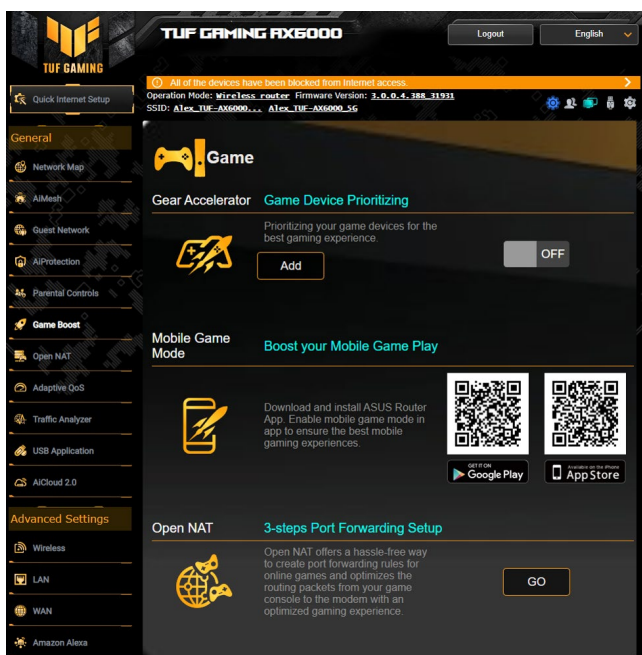 TUF GAMING
TUF GAMING AX6000
Logout
English
All of the devices have been blocked from Internet access.
Quick Internet Setup
Operation Mode: Wireless router Firmware Version: 3.0.0.4.388_31931
SSID: Alex_TUF-AX6000... Alex_TUF-AX6000_5G
General
Network Map
AiMesh
Guest Network
AiProtection
Parental Controls
Game Boost
Open NAT
Adaptive QoS
Traffic Analyzer
USB Application
AiCloud 2.0
Advanced Settings
Wireless
LAN
WAN
Amazon Alexa
Game
Gear Accelerator
Game Device Prioritizing
Prioritizing your game devices for the
best gaming experience.
Add
OFF
Mobile Game
Mode
Boost your Mobile Game Play
Download and install ASUS Router
App. Enable mobile game mode in
app to ensure the best mobile
gaming experiences.
GET IT ON
Google Play
Available on the iPhone
App Store
Open NAT
3-steps Port Forwarding Setup
Open NAT offers a hassle-free way
to create port forwarding rules for
online games and optimizes the
routing packets from your game
console to the modem with an
optimized gaming experience.
GO